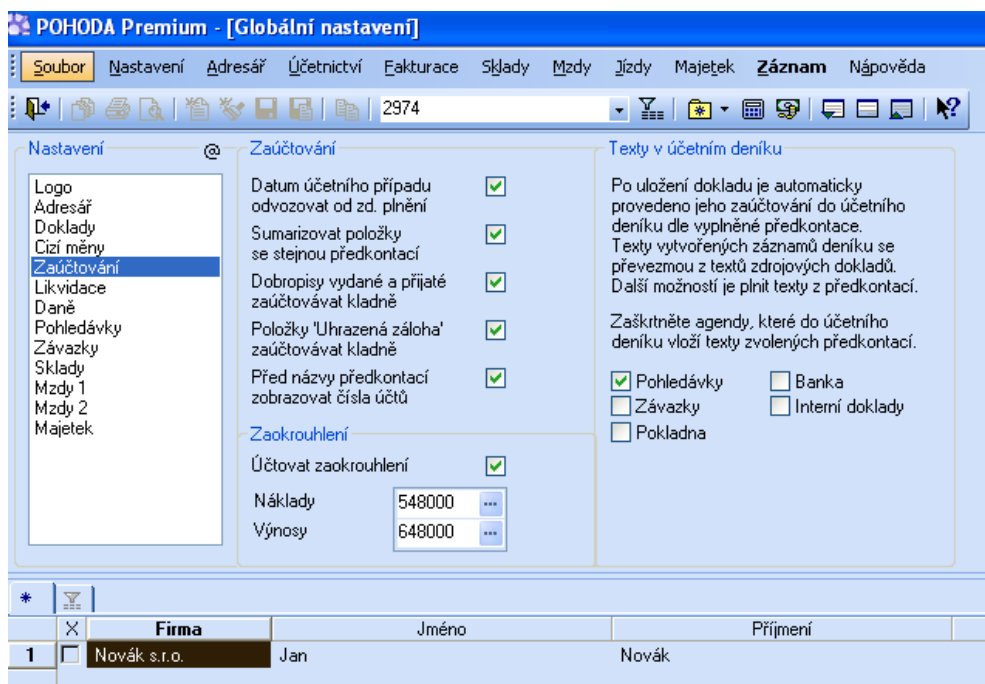 POHODA Premium - [Globální nastavení]
Soubor Nastavení Adresář Účetnictví Fakturace Sklady Mzdy Jízdy Majetek Záznam Nápověda
2974
Nastavení @
Logo
Adresář
Doklady
Cizí měny
Zaúčtování
Likvidace
Daně
Pohledávky
Závazky
Sklady
Mzdy 1
Mzdy 2
Majetek
Zaúčtování
Datum účetního případu
odvozovat od zd. plnění
Sumarizovat položky
se stejnou předkontací
Dobropisy vydané a přijaté
zaúčtovávat kladně
Položky 'Uhrazená záloha'
zaúčtovávat kladně
Před názvy předkontací
zobrazovat čísla účtů
Zaokrouhlení
Účtovat zaokrouhlení
Náklady 548000 ...
Výnosy 648000 ...
Texty v účetním deníku
Po uložení dokladu je automaticky
provedeno jeho zaúčtování do účetního
deníku dle vyplněné předkontace.
Texty vytvořených záznamů deníku se
převezmou z textů zdrojových dokladů.
Další možností je plnit texty z předkontací.
Zaškrtněte agendy, které do účetního
deníku vloží texty zvolených předkontací.
Pohledávky Banka
Závazky Interní doklady
Pokladna
*
X Firma Jméno Příjmení
1 Novák s.r.o. Jan Novák